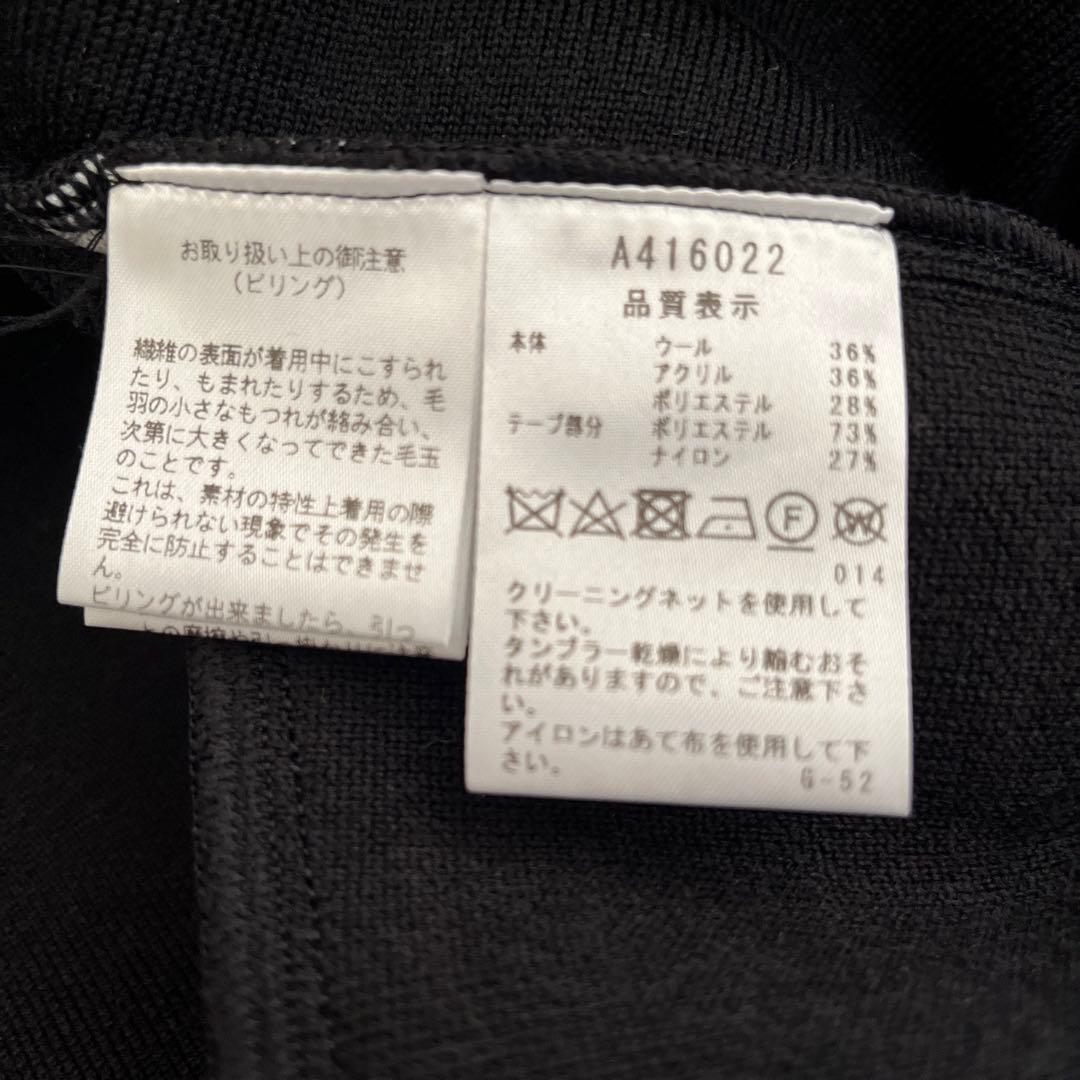 お取り扱い上の御注意
(ピリング)
繊維の表面が着用中にこすられ
たり、もまれたりするため、毛
羽の小さなもつれが絡み合い、
次第に大きくなってできた毛玉
のことです。
これは、素材の特性上着用の際
避けられない現象でその発生を
完全に防止することはできませ
ん。
ピリングが出来ましたら、引っ
A416022
品質表示
本体 ウール 36%
アクリル 36%
ポリエステル 28%
テープ部分 ポリエステル 73%
ナイロン 27%
F W
014
クリーニングネットを使用して
下さい。
タンブラー乾燥により縮むおそ
れがありますので、ご注意下さ
い。
アイロンはあて布を使用して下
さい。
G-52